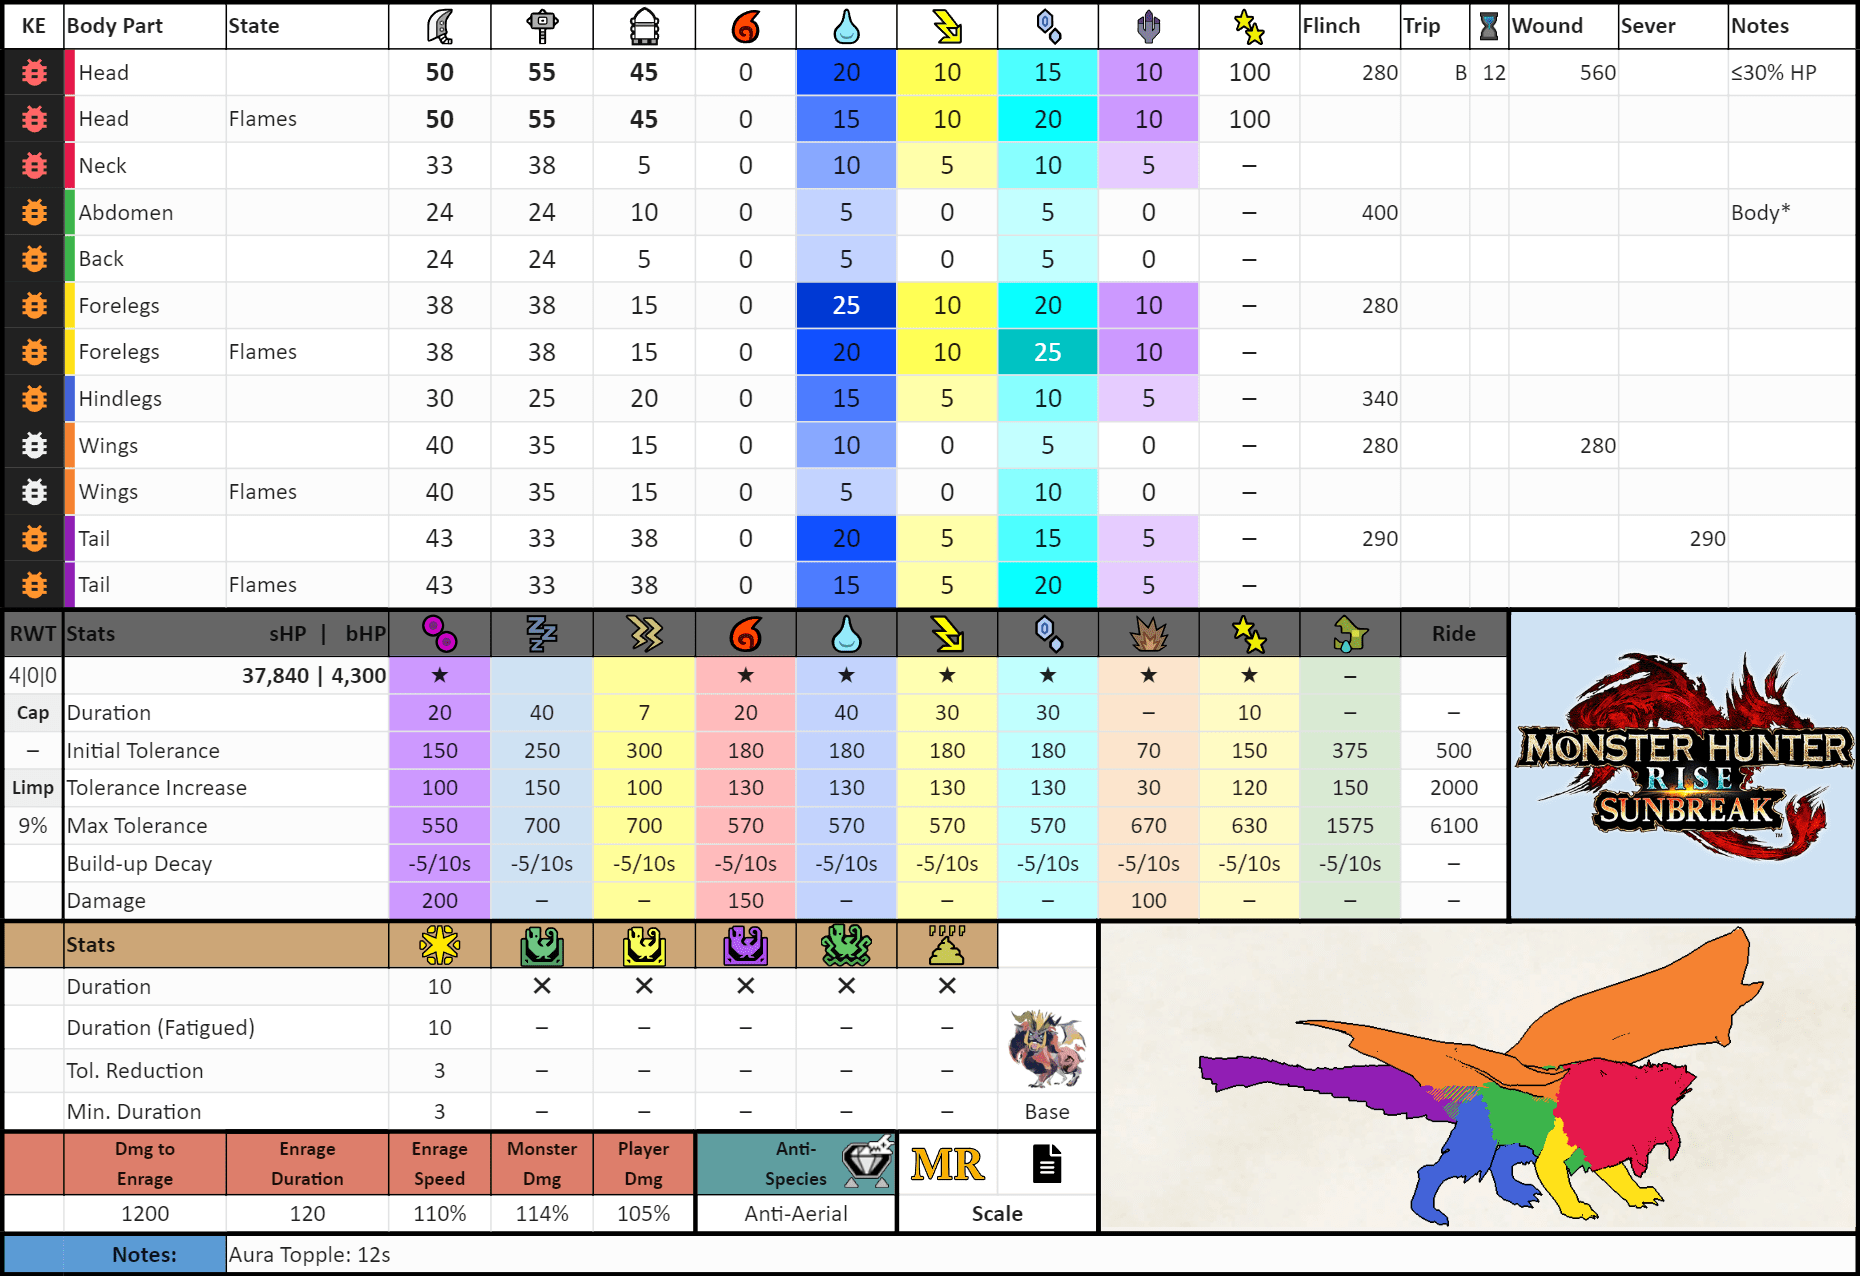 KE Body Part State Flinch Trip Wound Sever Notes
Head 50 55 45 0 20 10 15 10 100 280 B 12 560 ≤30% HP
Head Flames 50 55 45 0 15 10 20 10 100
Neck 33 38 5 0 10 5 10 5 –
Abdomen 24 24 10 0 5 0 5 0 – 400 Body*
Back 24 24 5 0 5 0 5 0 –
Forelegs 38 38 15 0 25 10 20 10 – 280
Forelegs Flames 38 38 15 0 20 10 25 10 –
Hindlegs 30 25 20 0 15 5 10 5 – 340
Wings 40 35 15 0 10 0 5 0 – 280 280
Wings Flames 40 35 15 0 5 0 10 0 –
Tail 43 33 38 0 20 5 15 5 – 290 290
Tail Flames 43 33 38 0 15 5 20 5 –
RWT Stats sHP | bHP Ride
4|0|0 37,840 | 4,300 ★ ★ ★ ★ ★ ★ ★ –
Cap Duration 20 40 7 20 40 30 30 – 10 – –
– Initial Tolerance 150 250 300 180 180 180 180 70 150 375 500
Limp Tolerance Increase 100 150 100 130 130 130 130 30 120 150 2000
9% Max Tolerance 550 700 700 570 570 570 570 670 630 1575 6100
Build-up Decay -5/10s -5/10s -5/10s -5/10s -5/10s -5/10s -5/10s -5/10s -5/10s -5/10s –
Damage 200 – – 150 – – – 100 – – –
MONSTER HUNTER
RISE
SUNBREAK
™
Stats
Duration 10 ✕ ✕ ✕ ✕ ✕
Duration (Fatigued) 10 – – – – –
Tol. Reduction 3 – – – – –
Min. Duration 3 – – – – – Base
Dmg to Enrage Enrage Monster Player Anti-
Enrage Duration Speed Dmg Dmg Species MR
1200 120 110% 114% 105% Anti-Aerial Scale
Notes: Aura Topple: 12s